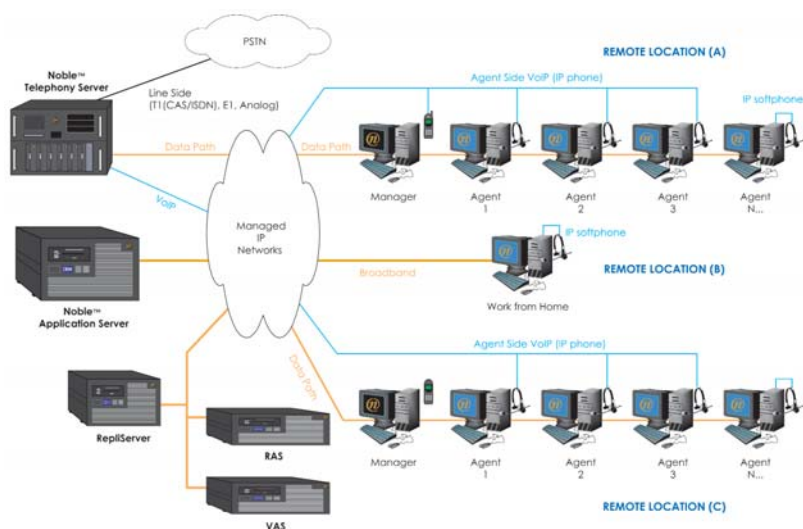 PSTN
REMOTE LOCATION (A)
Noble™
Telephony Server
Line Side
(T1(CAS/ISDN), E1, Analog)
Agent Side VoIP (IP phone)
IP softphone
Data Path
Data Path
Manager
Agent
1
Agent
2
Agent
3
Agent
N...
VoIP
Managed
IP
Networks
IP softphone
Broadband
REMOTE LOCATION (B)
Work from Home
Noble™
Application Server
Agent Side VoIP (IP phone)
Data Path
RepliServer
RAS
Manager
Agent
1
Agent
2
Agent
3
Agent
N...
VAS
REMOTE LOCATION (C)